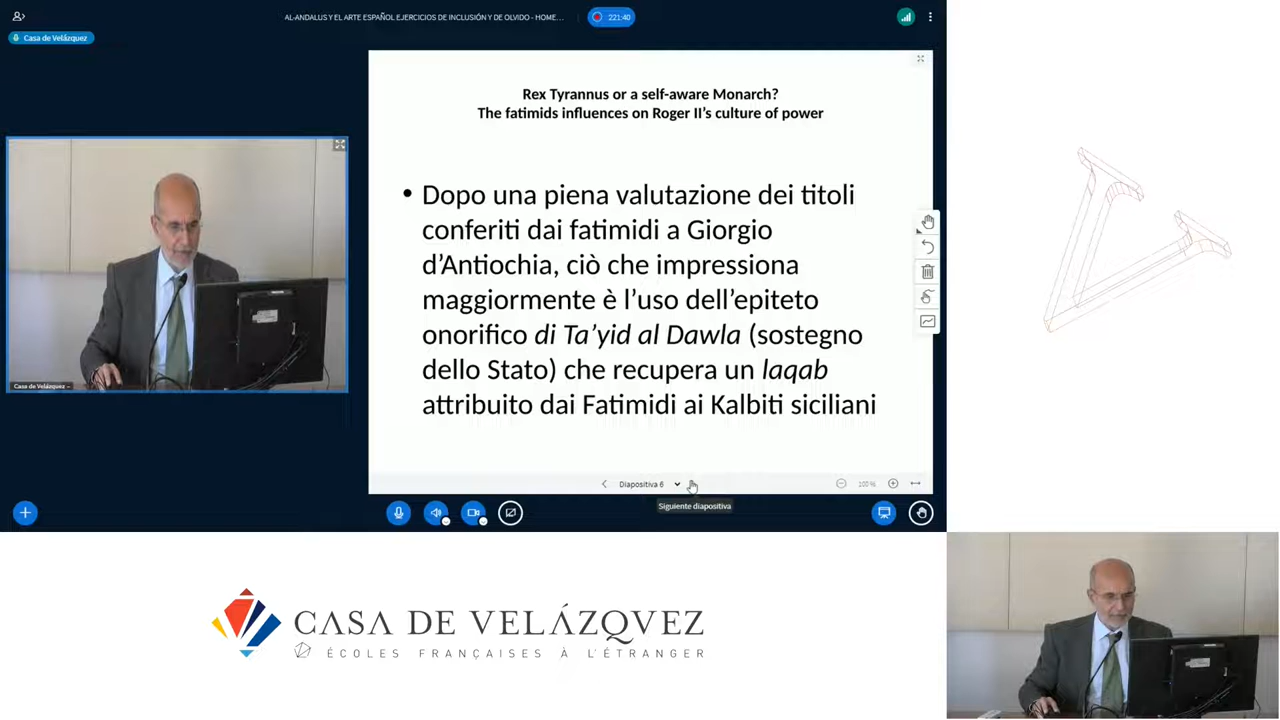 AL-ANDALUS Y EL ARTE ESPAÑOL EJERCICIOS DE INCLUSIÓN Y DE OLVIDO - HOME...
221:40
Casa de Velázquez
Rex Tyrannus or a self-aware Monarch?
The fatimids influences on Roger II's culture of power
• Dopo una piena valutazione dei titoli
conferiti dai fatimidi a Giorgio
d'Antiochia, ciò che impressiona
maggiormente è l'uso dell'epiteto
onorifico di Ta'yid al Dawla (sostegno
dello Stato) che recupera un laqab
attribuito dai Fatimidi ai Kalbiti siciliani
Casa de Velázquez
Diapositiva 6
100 %
Siguiente diapositiva
CASA DE VELÁZQVEZ
ÉCOLES FRANÇAISES À L'ÉTRANGER